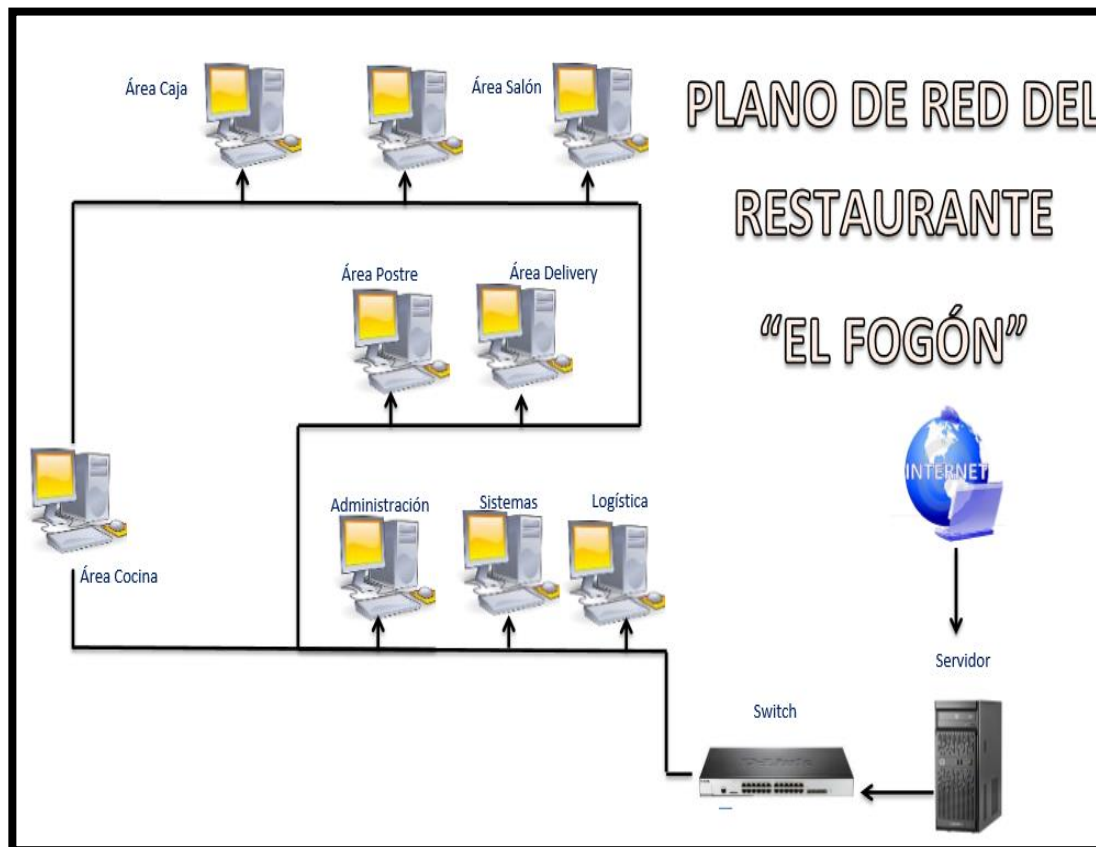 Área Caja
Área Salón
PLANO DE RED DEL
RESTAURANTE
“EL FOGÓN”
Área Postre
Área Delivery
INTERNET
Administración
Sistemas
Logística
Área Cocina
Servidor
Switch
D-Link